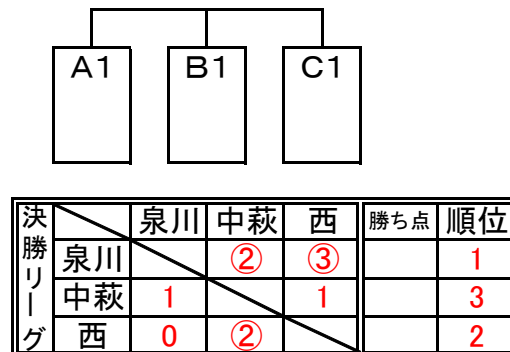 A1 B1 C1
決勝リーグ 泉川 中萩 西 勝ち点 順位
泉川 ② ③ 1
中萩 1 1 3
西 0 ② 2